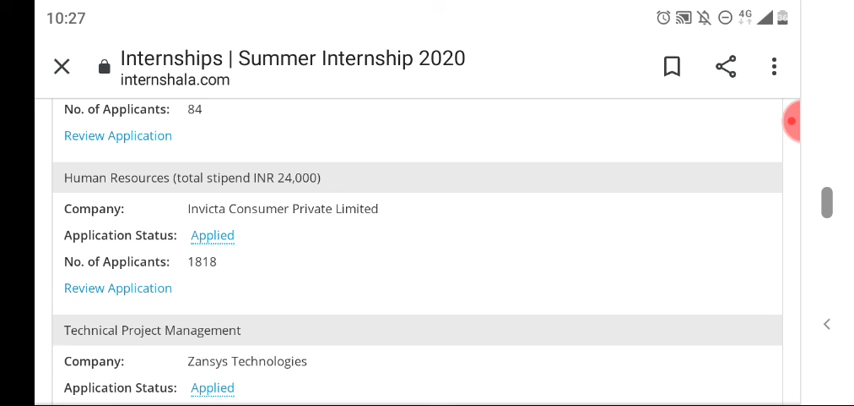 10:27
4G
Internships | Summer Internship 2020
internshala.com
No. of Applicants: 84
Review Application
Human Resources (total stipend INR 24,000)
Company: Invicta Consumer Private Limited
Application Status: Applied
No. of Applicants: 1818
Review Application
Technical Project Management
Company: Zansys Technologies
Application Status: Applied